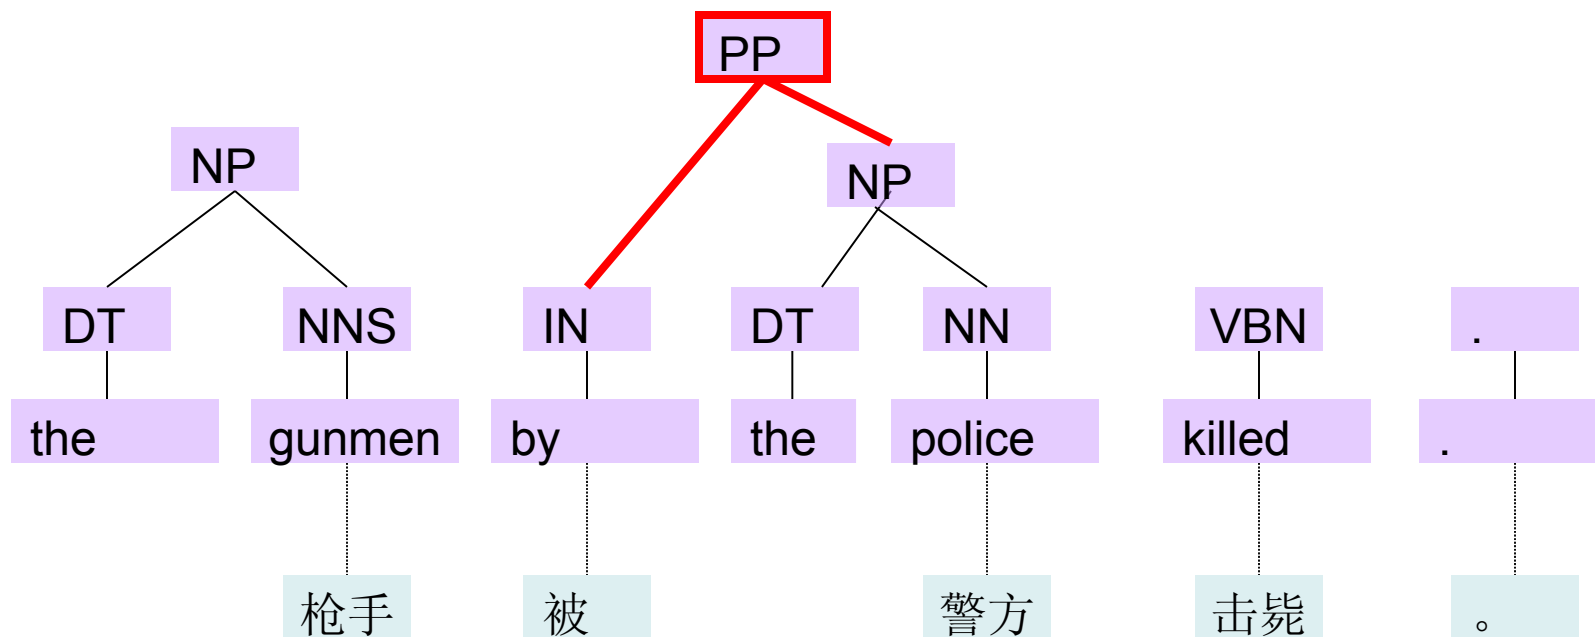 PP
NP
NP
DT NNS IN DT NN VBN .
the gunmen by the police killed .
枪手 被 警方 击毙 。